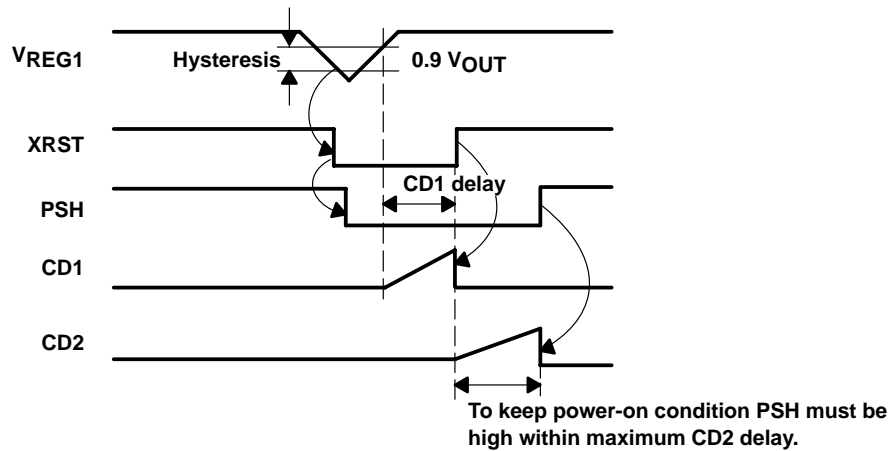 VREG1
Hysteresis
0.9 VOUT
XRST
CD1 delay
PSH
CD1
CD2
To keep power-on condition PSH must be
high within maximum CD2 delay.